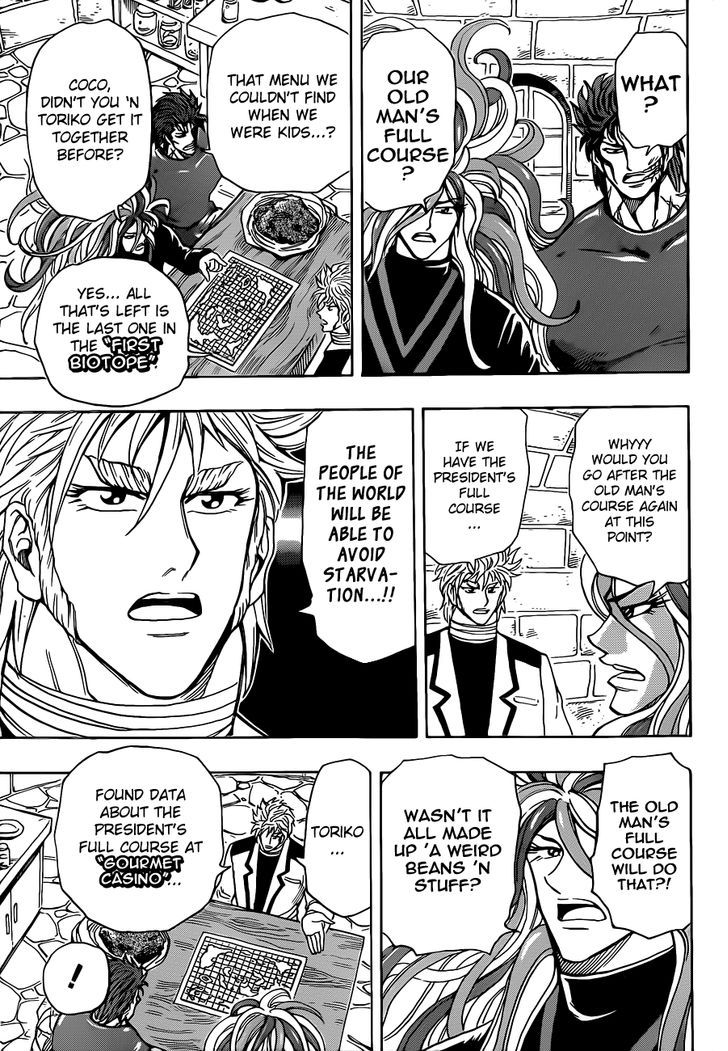 WHAT
?
OUR
OLD
MAN'S
FULL
COURSE
?
THAT MENU WE
COULDN'T FIND
WHEN WE
WERE KIDS...?
COCO,
DIDN'T YOU 'N
TORIKO GET IT
TOGETHER
BEFORE?
YES... ALL
THAT'S LEFT IS
THE LAST ONE IN
THE "FIRST
BIOTOPE".
WHYYY
WOULD YOU
GO AFTER THE
OLD MAN'S
COURSE AGAIN
AT THIS
POINT?
IF WE
HAVE THE
PRESIDENT'S
FULL
COURSE
...
THE
PEOPLE OF
THE WORLD
WILL BE
ABLE TO
AVOID
STARVA-
TION...!!
THE OLD
MAN'S
FULL
COURSE
WILL DO
THAT?!
WASN'T IT
ALL MADE
UP 'A WEIRD
BEANS 'N
STUFF?
TORIKO
...
FOUND DATA
ABOUT THE
PRESIDENT'S
FULL COURSE AT
"GOURMET
CASINO"...
!